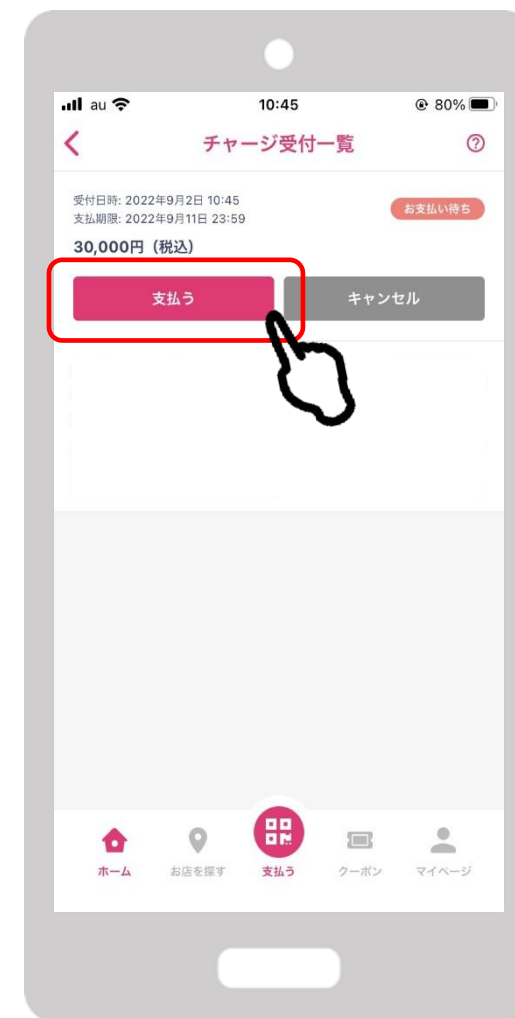 au 10:45 80%
チャージ受付一覧
受付日時: 2022年9月2日 10:45
お支払い待ち
支払期限: 2022年9月11日 23:59
30,000円（税込）
支払う キャンセル
ホーム お店を探す 支払う クーポン マイページ